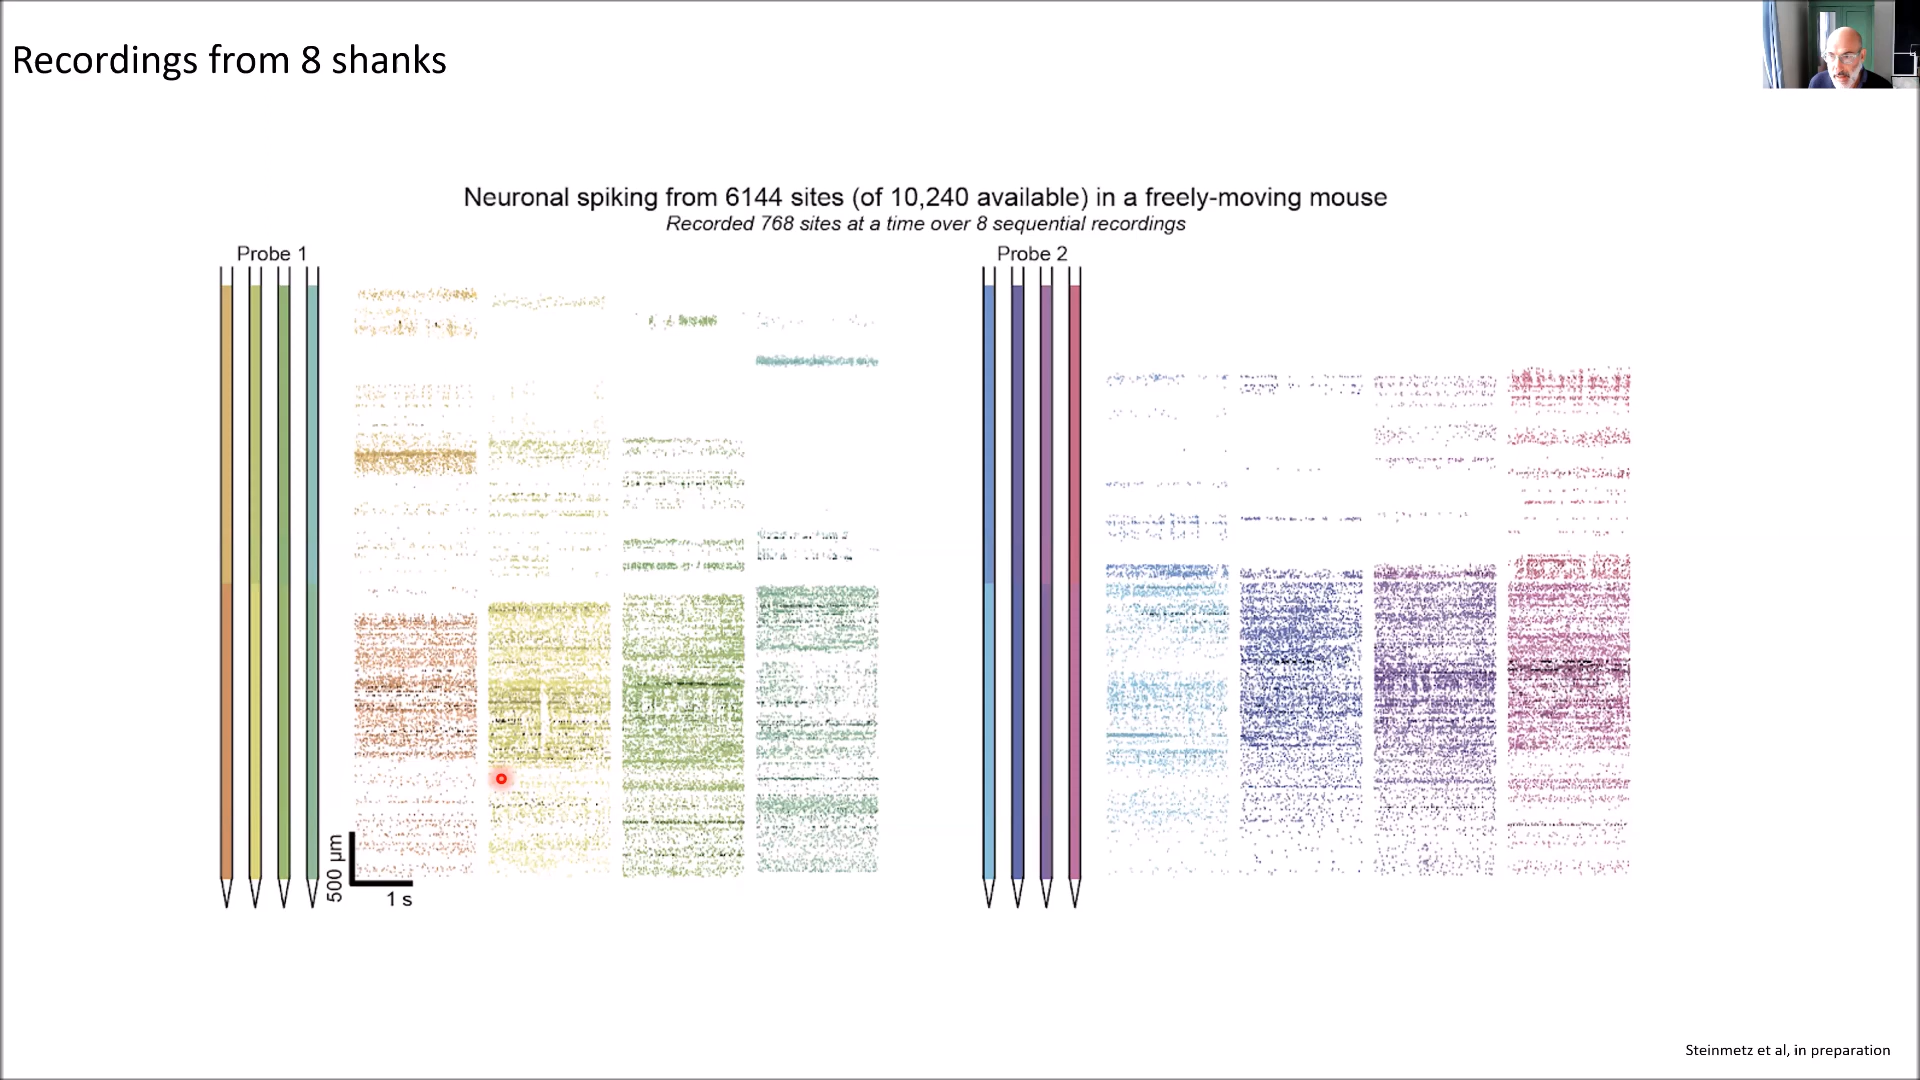 Recordings from 8 shanks
Neuronal spiking from 6144 sites (of 10,240 available) in a freely-moving mouse
Recorded 768 sites at a time over 8 sequential recordings
Probe 1
Probe 2
500 µm
1 s
Steinmetz et al, in preparation